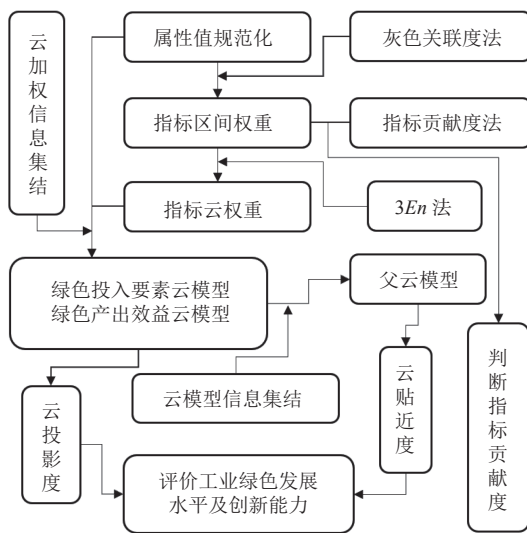 云加权信息集结
属性值规范化
灰色关联度法
指标区间权重
指标贡献度法
指标云权重
3En 法
绿色投入要素云模型
绿色产出效益云模型
父云模型
云投影度
云模型信息集结
云贴近度
判断指标贡献度
评价工业绿色发展
水平及创新能力